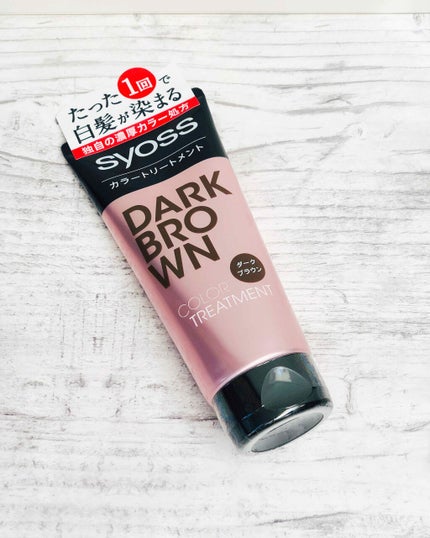 たった1回で
白髪が染まる
独自の濃厚カラー処方
syoss
カラートリートメント
DARK
BRO
WN
ダーク
ブラウン
COLOR
TREATMENT